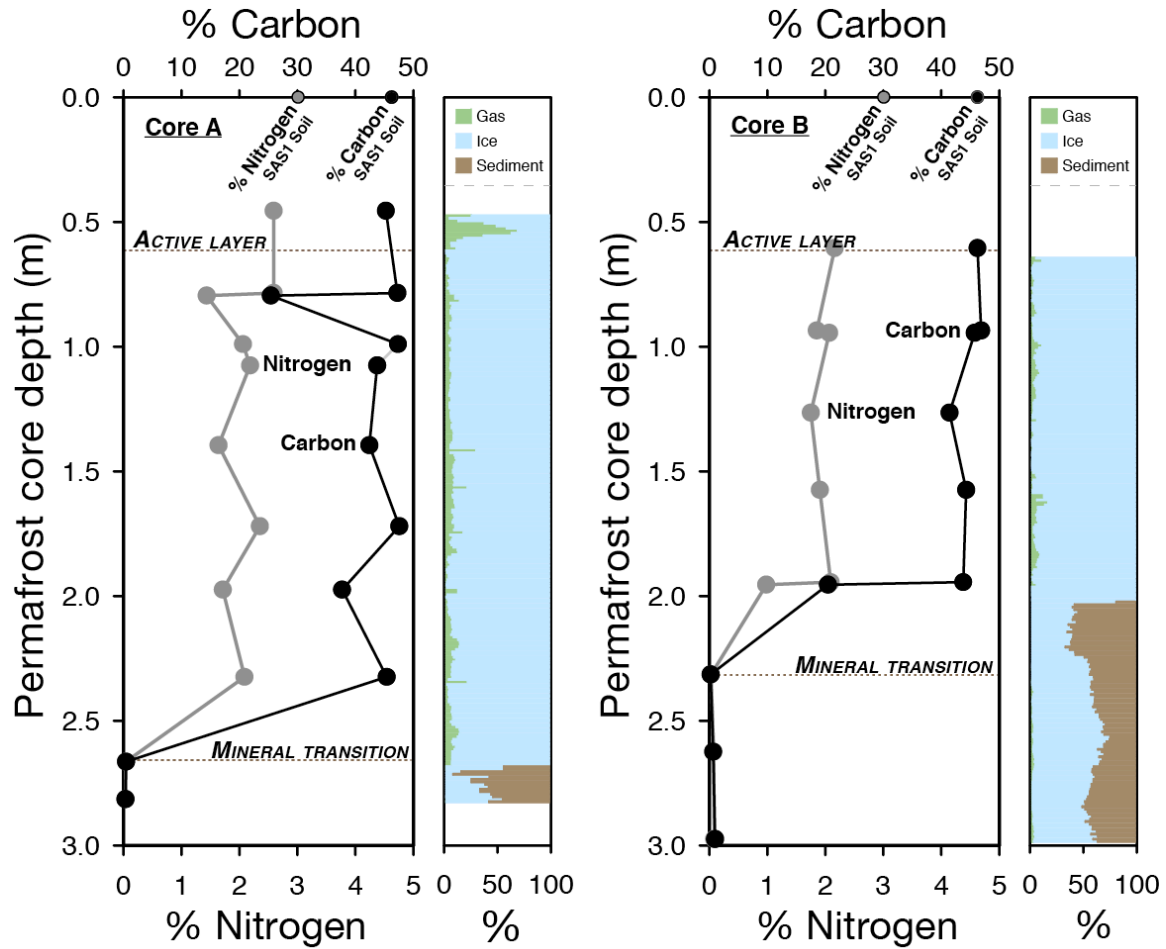 % Carbon
0 10 20 30 40 50
0.0
0.5
1.0
1.5
2.0
2.5
3.0
Permafrost core depth (m)
Core A
% Nitrogen
SAS1 Soil
% Carbon
SAS1 Soil
ACTIVE LAYER
Nitrogen
Carbon
MINERAL TRANSITION
0 1 2 3 4 5
% Nitrogen
Gas
Ice
Sediment
0 50 100
%
% Carbon
0 10 20 30 40 50
0.0
0.5
1.0
1.5
2.0
2.5
3.0
Permafrost core depth (m)
Core B
% Nitrogen
SAS1 Soil
% Carbon
SAS1 Soil
ACTIVE LAYER
Carbon
Nitrogen
MINERAL TRANSITION
0 1 2 3 4 5
% Nitrogen
Gas
Ice
Sediment
0 50 100
%